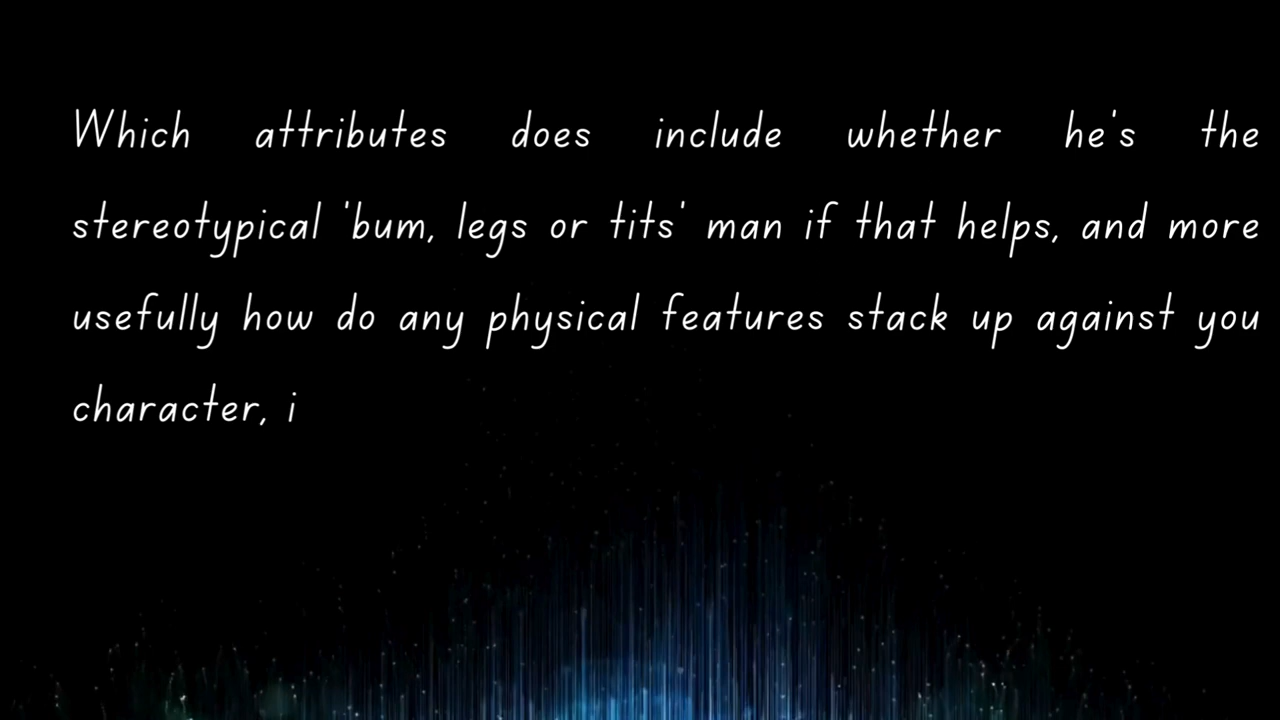 Which attributes does include whether he's the
stereotypical 'bum, legs or tits' man if that helps, and more
usefully how do any physical features stack up against you
character, i